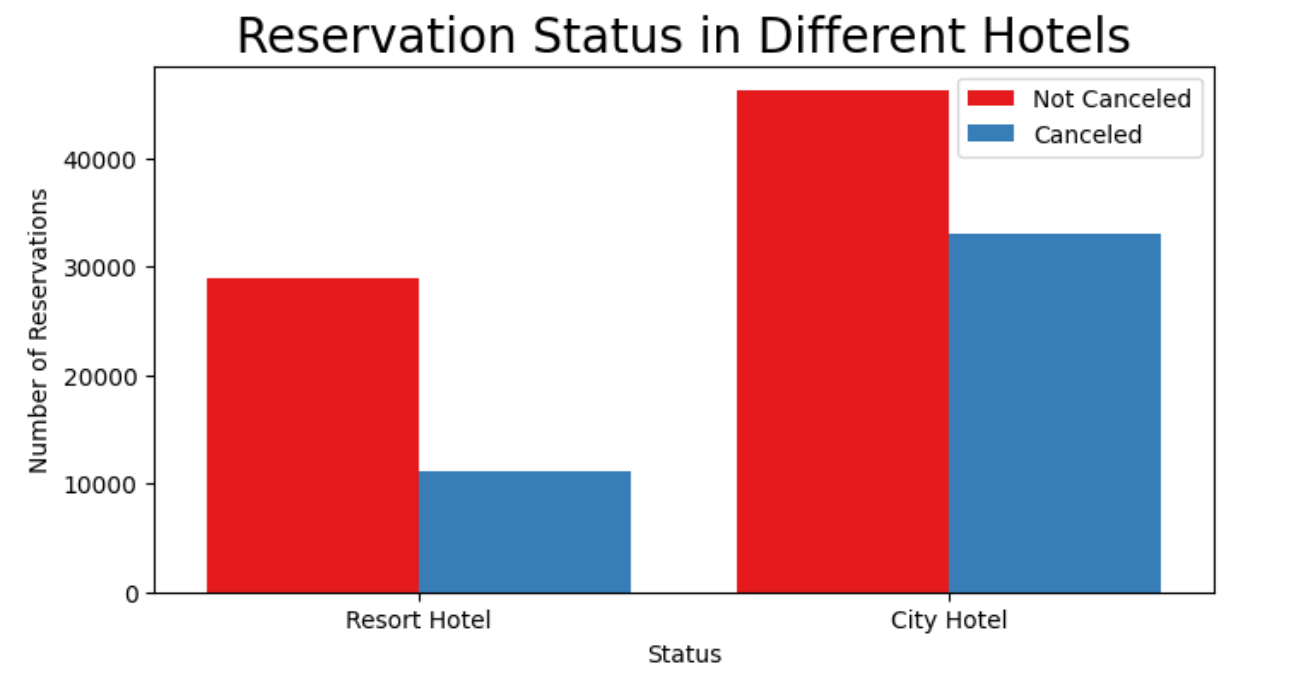 Reservation Status in Different Hotels
Not Canceled
Canceled
40000
30000
20000
10000
0
Number of Reservations
Resort Hotel
City Hotel
Status